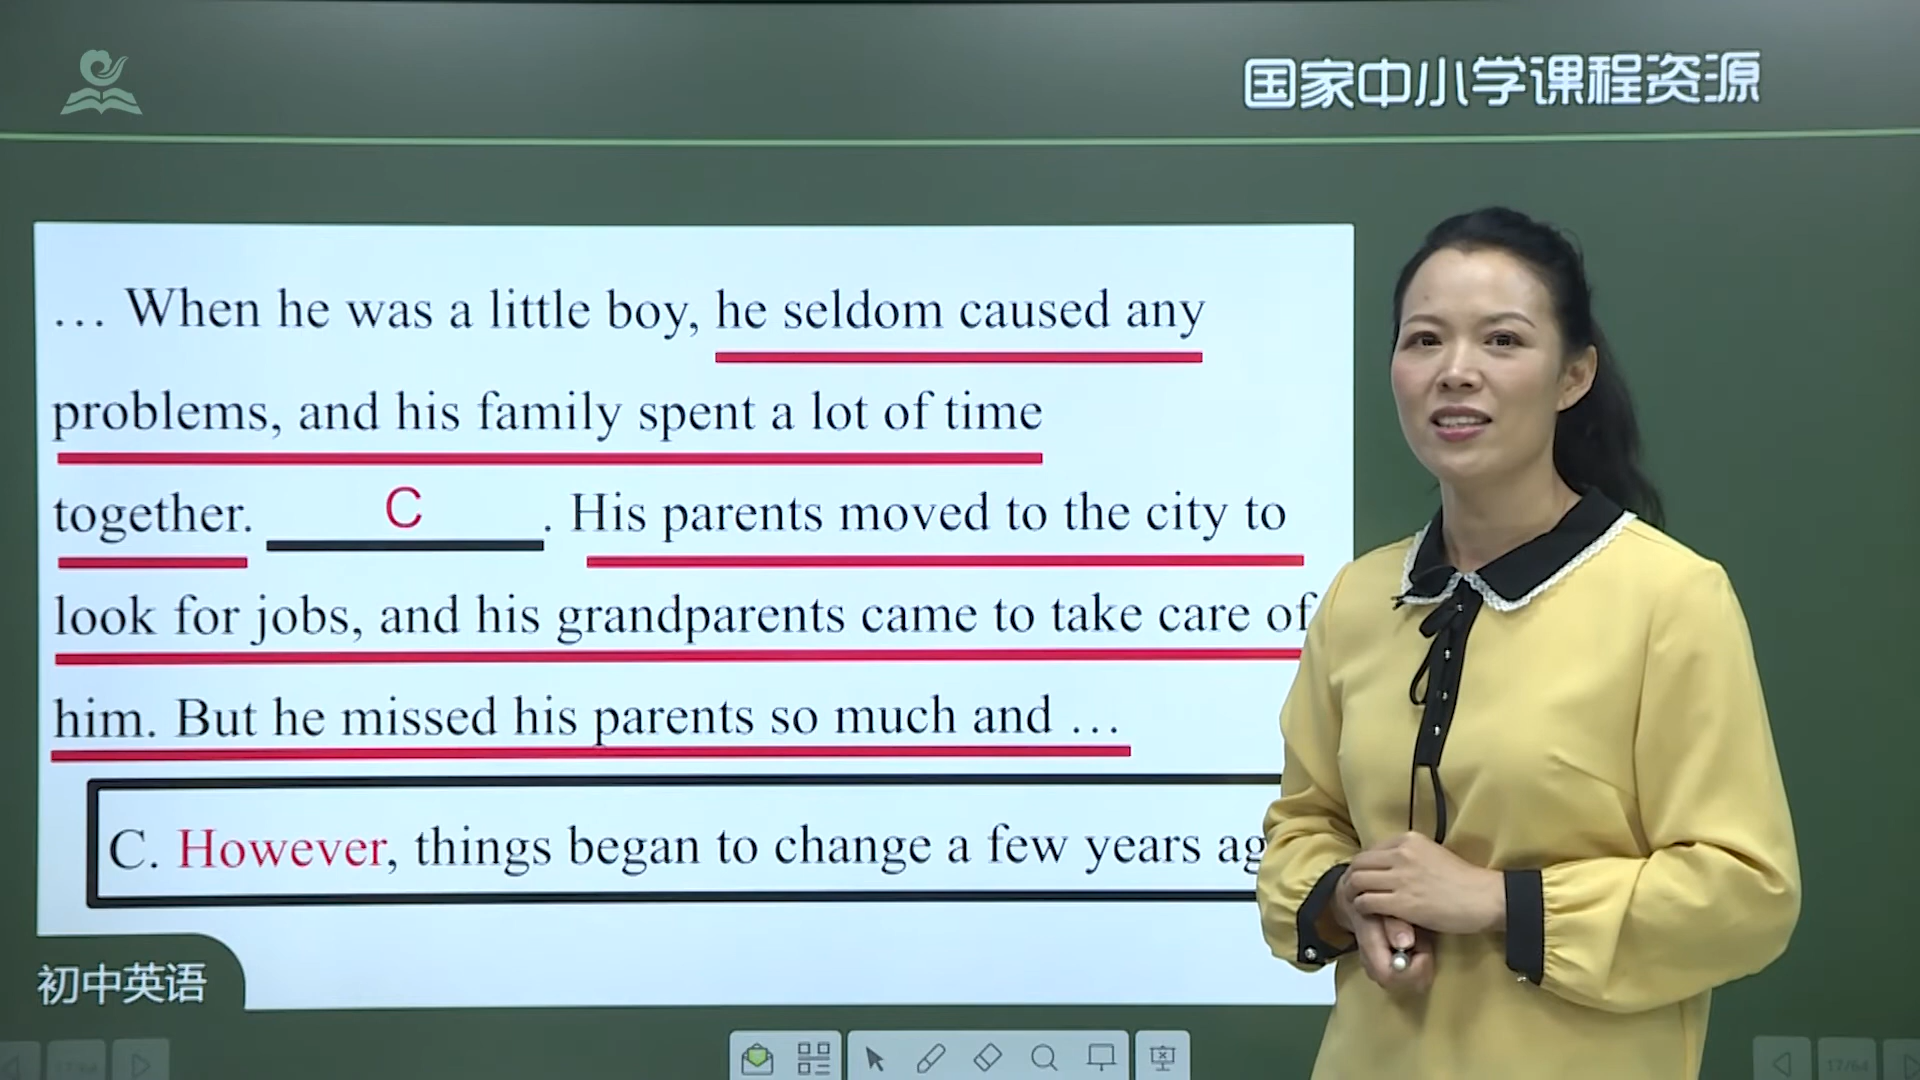 国家中小学课程资源
… When he was a little boy, he seldom caused any
problems, and his family spent a lot of time
together. C . His parents moved to the city to
look for jobs, and his grandparents came to take care of
him. But he missed his parents so much and …
C. However, things began to change a few years ag
初中英语
17/64